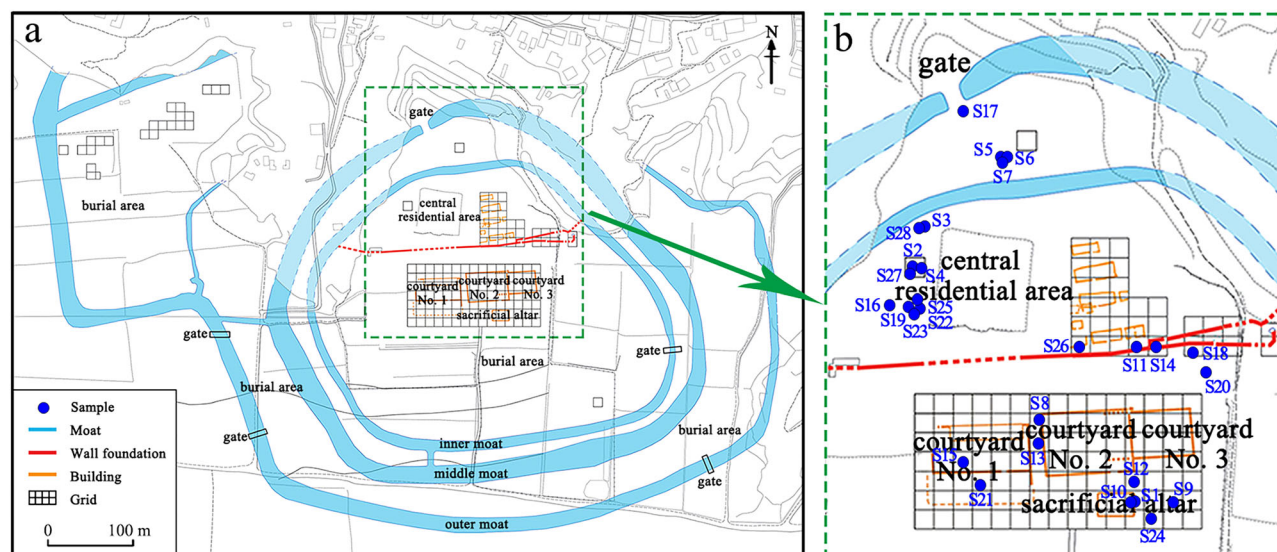 a
N
gate
burial area
central
residential area
courtyard
No. 1
courtyard
No. 2
courtyard
No. 3
sacrificial altar
gate
gate
burial area
burial area
gate
burial area
inner moat
middle moat
gate
outer moat
Sample
Moat
Wall foundation
Building
Grid
0 100 m
b
gate
S17
S5
S6
S7
S3
S28
S2
S4
S27
central
residential area
S16
S25
S19
S22
S23
S26
S11
S14
S18
S20
S8
courtyard
No. 1
courtyard
No. 2
courtyard
No. 3
S13
S15
S12
S21
S10
S1
S9
sacrificial altar
S24